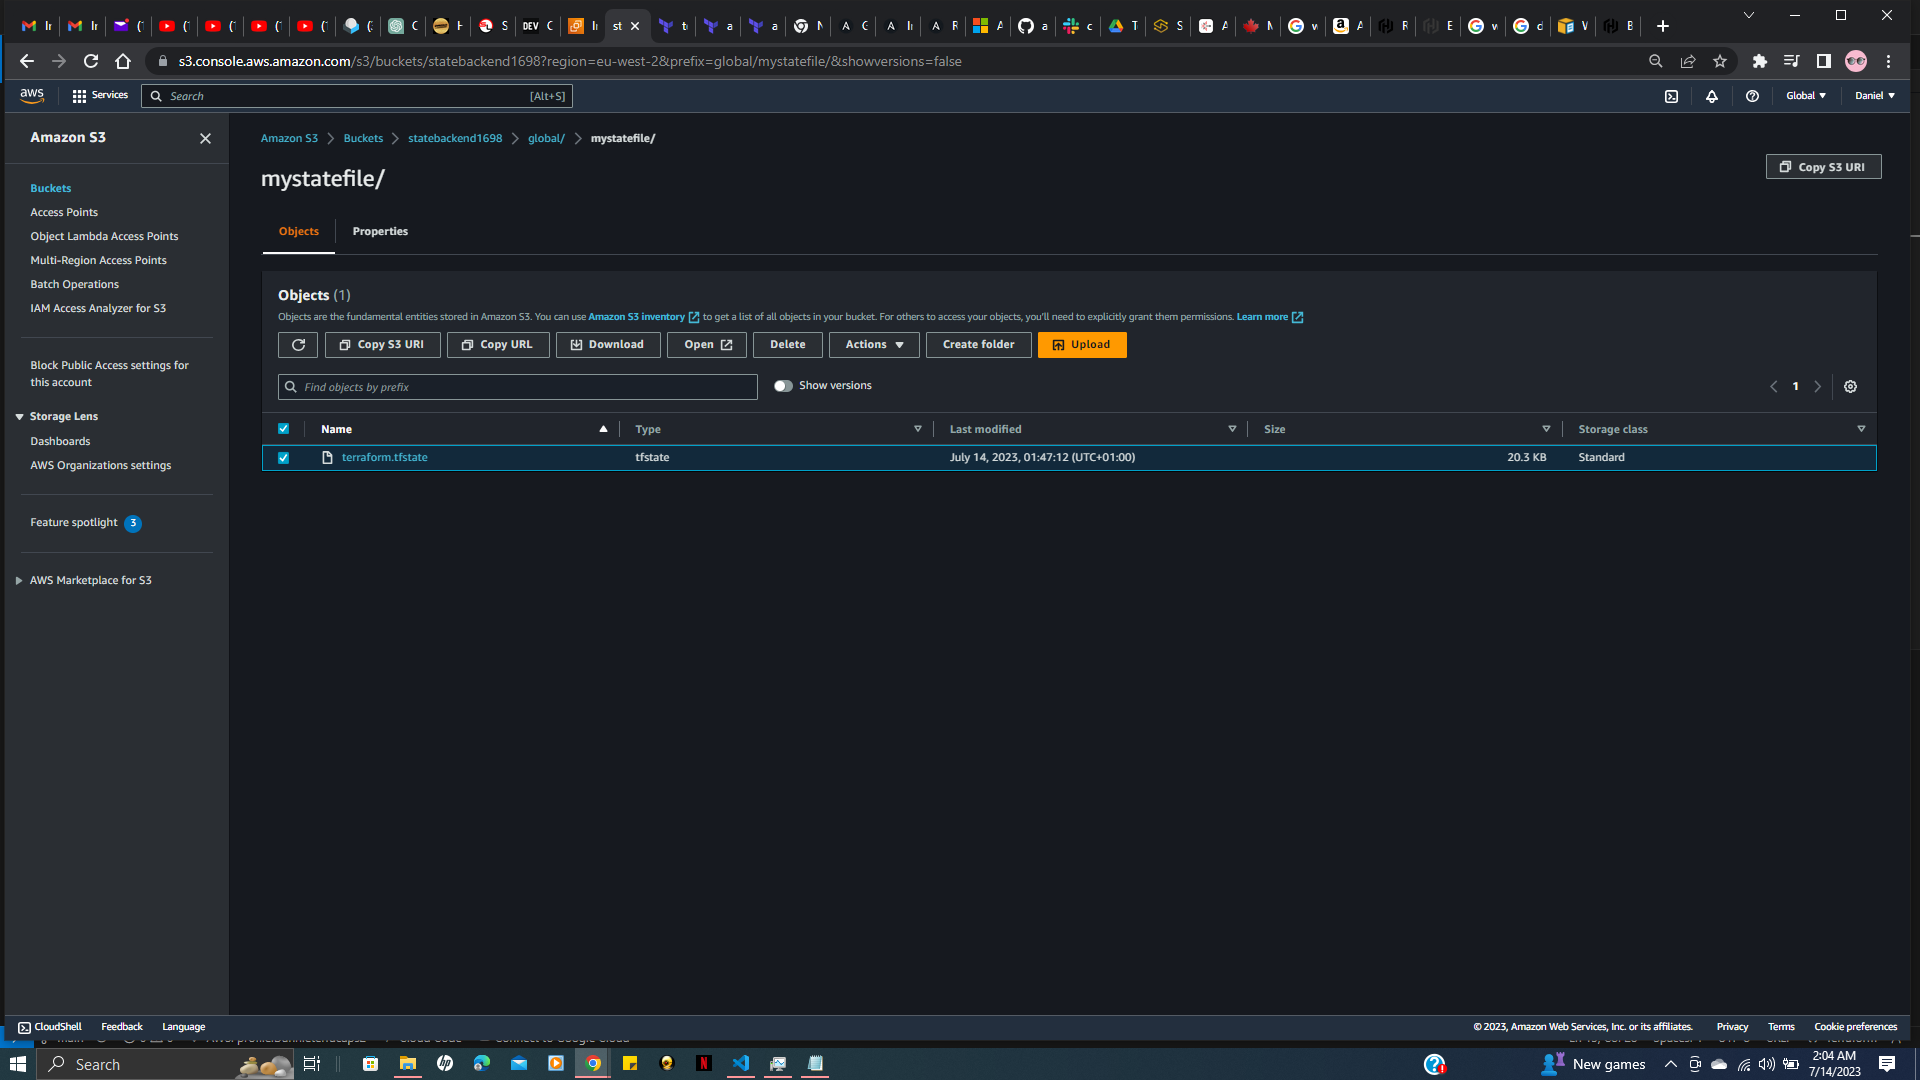 s3.console.aws.amazon.com/s3/buckets/statebackend1698?region=eu-west-2&prefix=global/mystatefile/&showversions=false
aws
Services
Search
[Alt+S]
Global
Daniel
Amazon S3
Buckets
Access Points
Object Lambda Access Points
Multi-Region Access Points
Batch Operations
IAM Access Analyzer for S3
Block Public Access settings for
this account
Storage Lens
Dashboards
AWS Organizations settings
Feature spotlight 3
AWS Marketplace for S3
Amazon S3 Buckets statebackend1698 global/ mystatefile/
mystatefile/
Copy S3 URI
Objects
Properties
Objects (1)
Objects are the fundamental entities stored in Amazon S3. You can use Amazon S3 inventory to get a list of all objects in your bucket. For others to access your objects, you'll need to explicitly grant them permissions. Learn more
Copy S3 URI
Copy URL
Download
Open
Delete
Actions
Create folder
Upload
Find objects by prefix
Show versions
1
Name Type Last modified Size Storage class
terraform.tfstate tfstate July 14, 2023, 01:47:12 (UTC+01:00) 20.3 KB Standard
CloudShell
Feedback
Language
© 2023, Amazon Web Services, Inc. or its affiliates.
Privacy
Terms
Cookie preferences
Search
New games
2:04 AM
7/14/2023